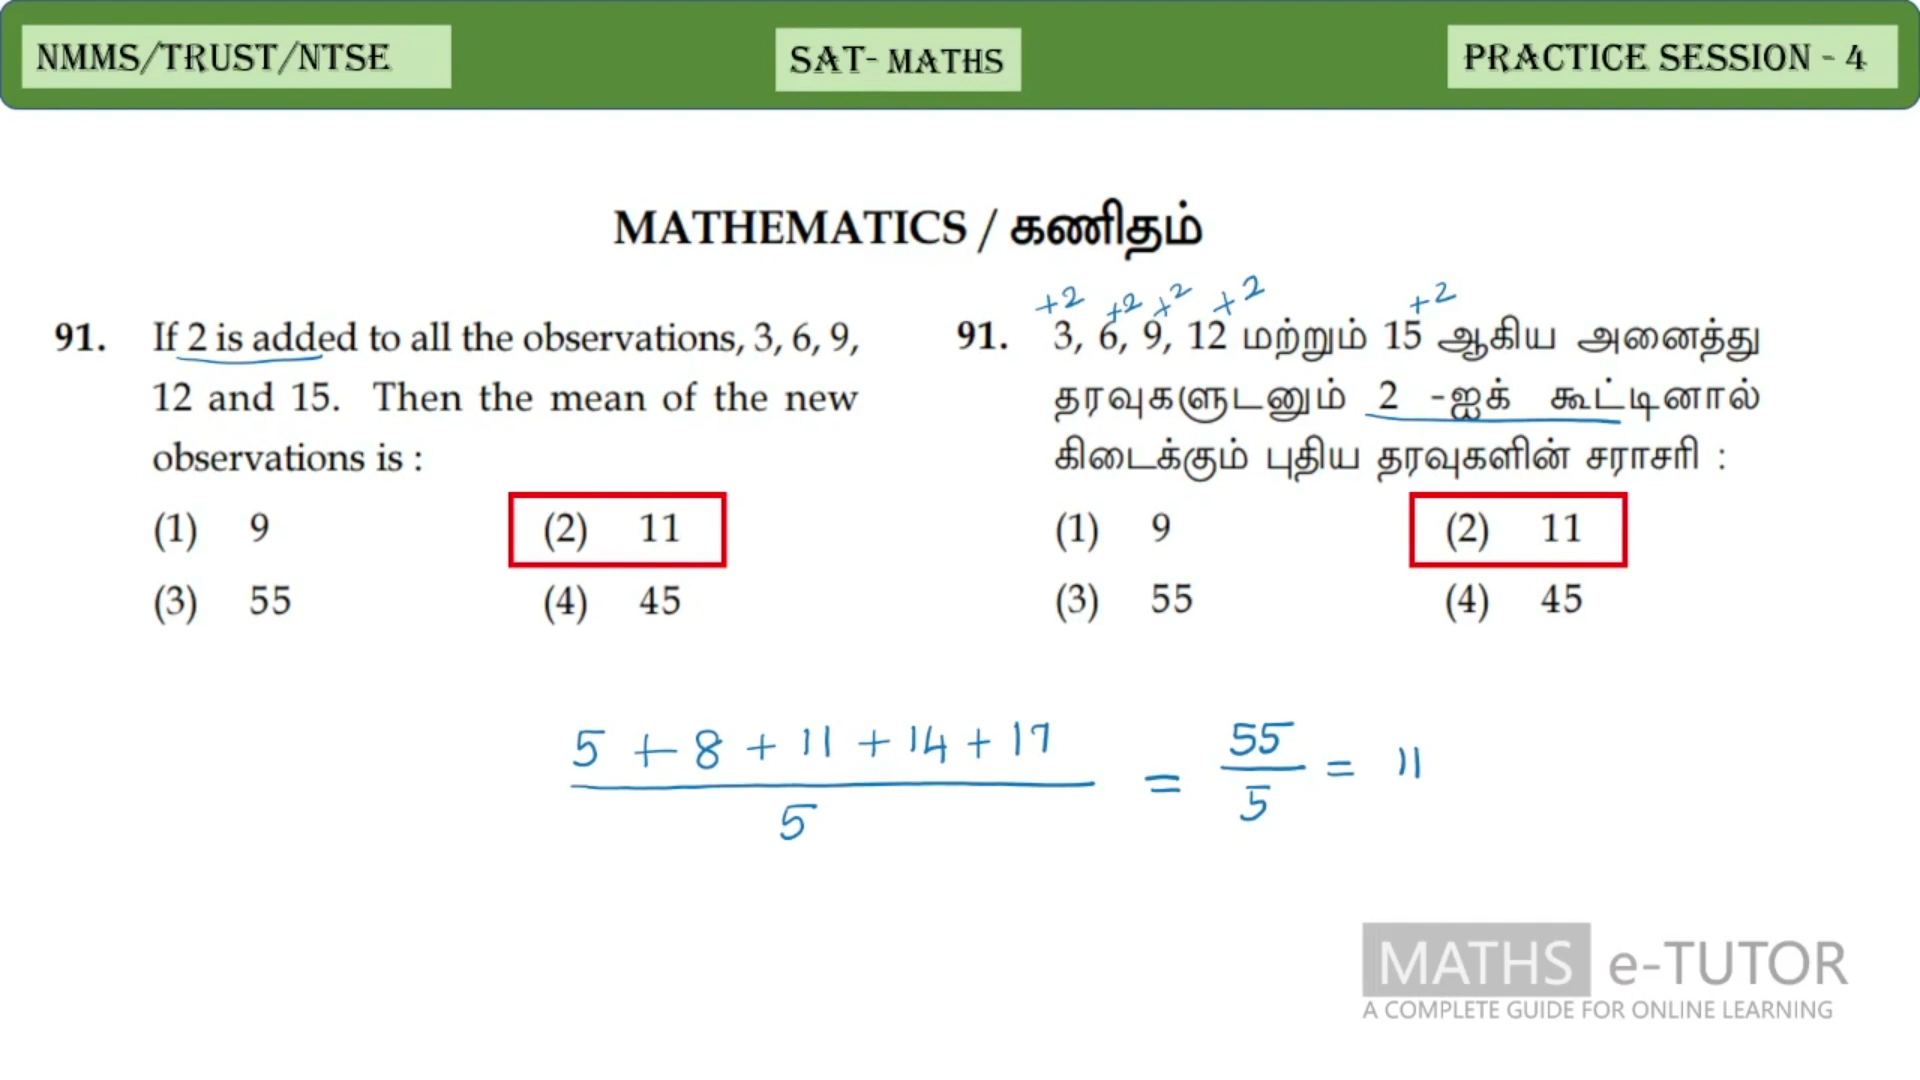 NMMS/TRUST/NTSE
SAT- MATHS
PRACTICE SESSION - 4
MATHEMATICS / கணிதம்
91. If 2 is added to all the observations, 3, 6, 9,
12 and 15. Then the mean of the new
observations is :
(1) 9 (2) 11
(3) 55 (4) 45
+2 +2 +2 +2 +2
91. 3, 6, 9, 12 மற்றும் 15 ஆகிய அனைத்து
தரவுகளுடனும் 2 -ஐக் கூட்டினால்
கிடைக்கும் புதிய தரவுகளின் சராசரி :
(1) 9 (2) 11
(3) 55 (4) 45
5 + 8 + 11 + 14 + 17 / 5 = 55 / 5 = 11
MATHS e-TUTOR
A COMPLETE GUIDE FOR ONLINE LEARNING